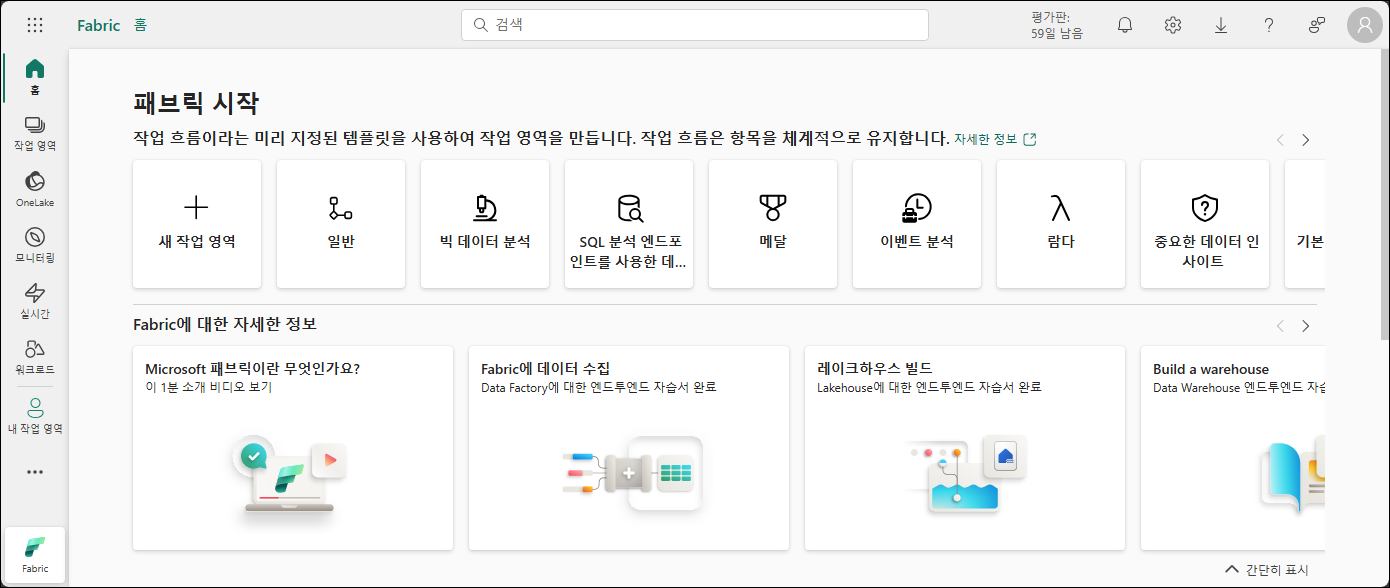 Fabric 홈
검색
평가판:
59일 남음
홈
작업 영역
OneLake
모니터링
실시간
워크로드
내 작업 영역
Fabric
패브릭 시작
작업 흐름이라는 미리 지정된 템플릿을 사용하여 작업 영역을 만듭니다. 작업 흐름은 항목을 체계적으로 유지합니다. 자세한 정보
새 작업 영역
일반
빅 데이터 분석
SQL 분석 엔드포
인트를 사용한 데...
메달
이벤트 분석
람다
중요한 데이터 인
사이트
기본
Fabric에 대한 자세한 정보
Microsoft 패브릭이란 무엇인가요?
이 1분 소개 비디오 보기
Fabric에 데이터 수집
Data Factory에 대한 엔드투엔드 자습서 완료
레이크하우스 빌드
Lakehouse에 대한 엔드투엔드 자습서 완료
Build a warehouse
Data Warehouse 엔드투엔드
간단히 표시